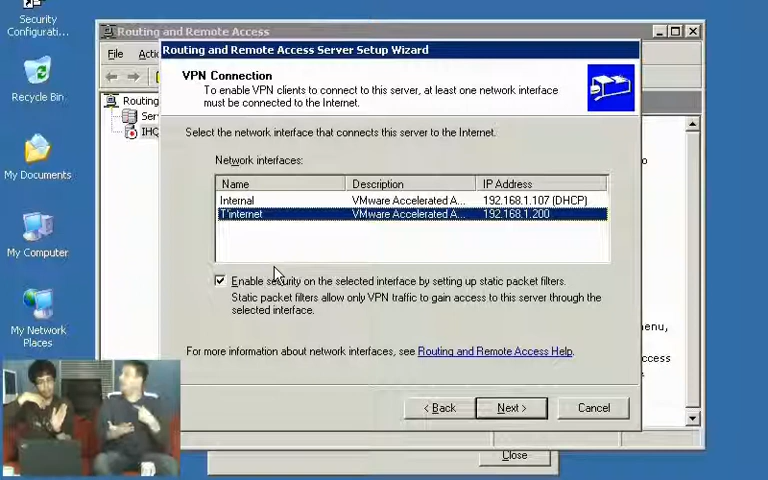 Security
Configurati...
Recycle Bin
My Documents
My Computer
My Network
Places
Routing and Remote Access
File
Routing
Routing and Remote Access Server Setup Wizard
VPN Connection
To enable VPN clients to connect to this server, at least one network interface
must be connected to the Internet.
Select the network interface that connects this server to the Internet.
Network interfaces:
Name Description IP Address
Internal VMware Accelerated A... 192.168.1.107 (DHCP)
T'internet VMware Accelerated A... 192.168.1.200
Enable security on the selected interface by setting up static packet filters.
Static packet filters allow only VPN traffic to gain access to this server through the
selected interface.
For more information about network interfaces, see Routing and Remote Access Help.
< Back Next > Cancel
Close